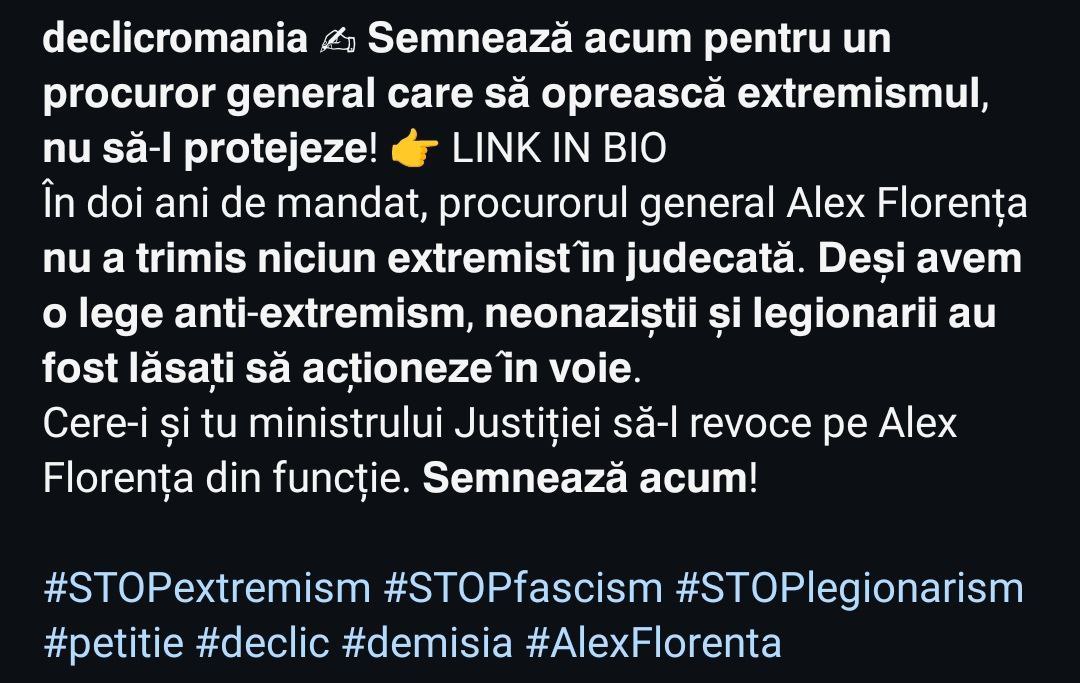 declicromania ✍️ Semnează acum pentru un
procuror general care să oprească extremismul,
nu să-l protejeze! 👉 LINK IN BIO
În doi ani de mandat, procurorul general Alex Florența
nu a trimis niciun extremist în judecată. Deși avem
o lege anti-extremism, neonaziștii și legionarii au
fost lăsați să acționeze în voie.
Cere-i și tu ministrului Justiției să-l revoce pe Alex
Florența din funcție. Semnează acum!
#STOPextremism #STOPfascism #STOPlegionarism
#petitie #declic #demisia #AlexFlorenta